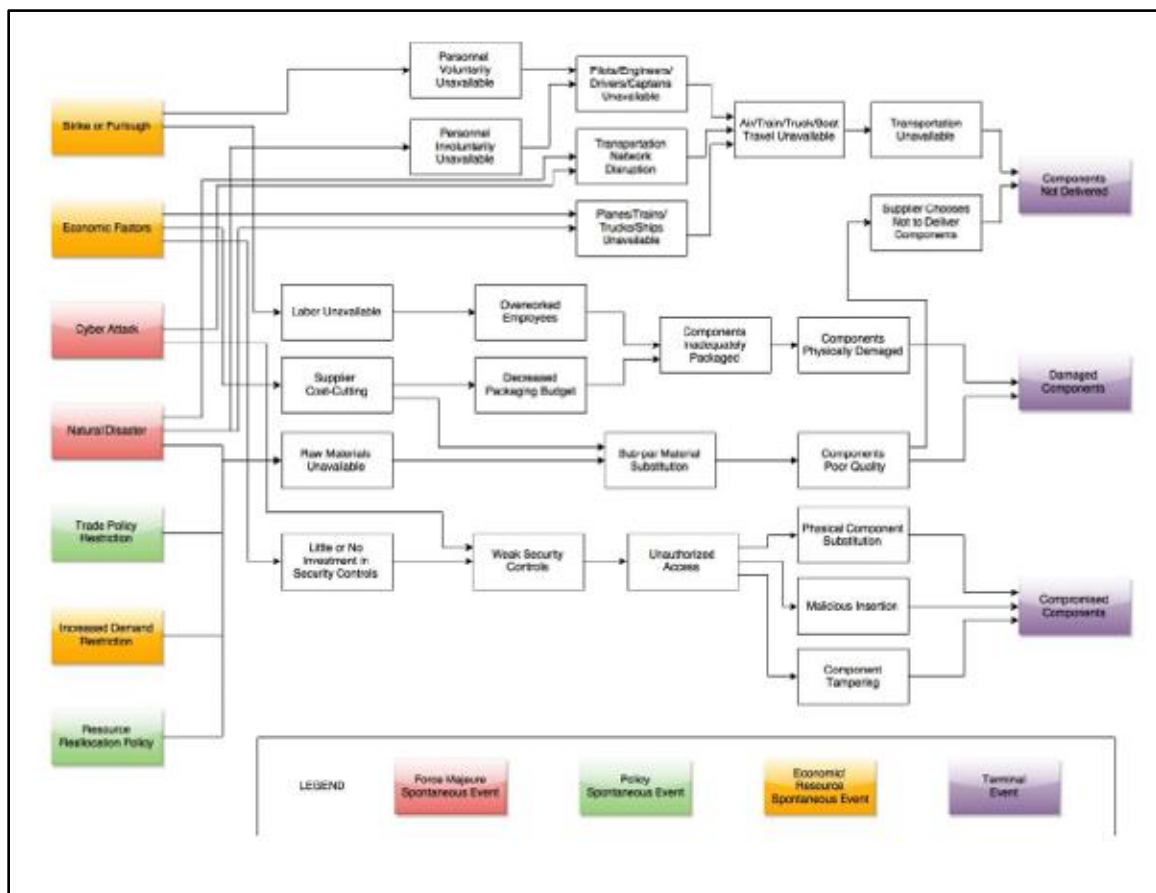 Personnel
Voluntarily
Unavailable
Pilots/Engineers/
Drivers/Captains
Unavailable
Strike or Furlough
Air/Train/Truck/Boat
Travel Unavailable
Transportation
Unavailable
Personnel
Involuntarily
Unavailable
Transportation
Network
Disruption
Components
Not Delivered
Economic Factors
Planes/Trains/
Trucks/Ships
Unavailable
Supplier Chooses
Not to Deliver
Components
Cyber Attack
Labor Unavailable
Overworked
Employees
Components
Inadequately
Packaged
Components
Physically Damaged
Supplier
Cost-Cutting
Decreased
Packaging Budget
Damaged
Components
Natural Disaster
Raw Materials
Unavailable
Sub-par Material
Substitution
Components
Poor Quality
Trade Policy
Restriction
Little or No
Investment in
Security Controls
Weak Security
Controls
Unauthorized
Access
Physical Component
Substitution
Malicious Insertion
Compromised
Components
Increased Demand
Restriction
Component
Tampering
Resource
Reallocation Policy
LEGEND
Force Majeure
Spontaneous Event
Policy
Spontaneous Event
Economic/
Resource
Spontaneous Event
Terminal
Event